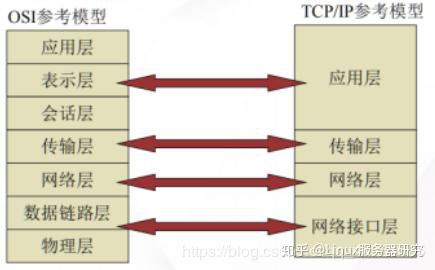 OSI参考模型
TCP/IP参考模型
应用层
表示层
会话层
传输层
网络层
数据链路层
物理层
应用层
传输层
网络层
网络接口层
https://blog.cs
知乎 @Linux服务器研究